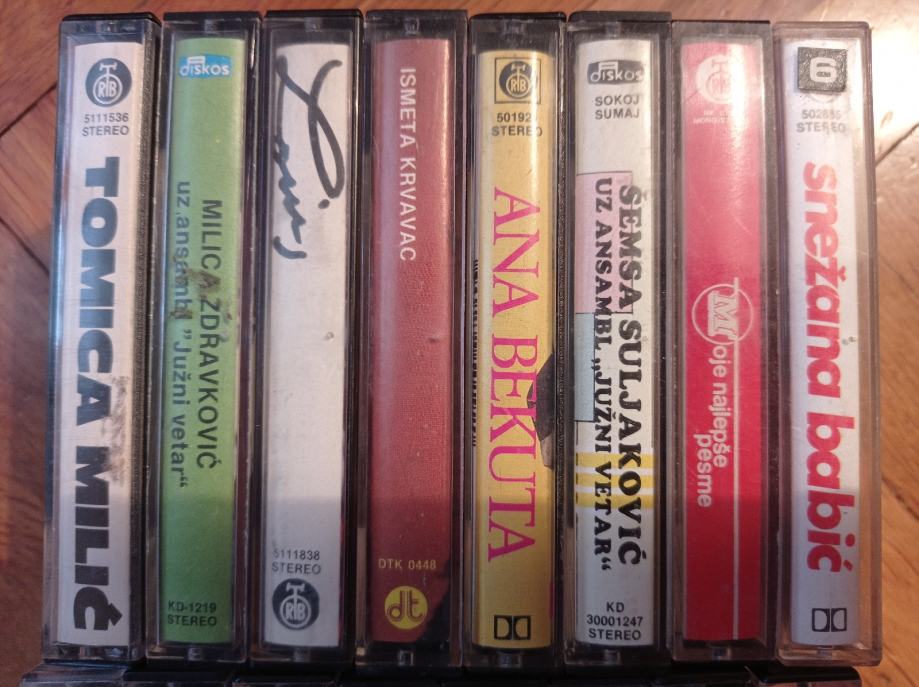 RTB
5111536
STEREO
TOMICA MILIĆ
diskos
MILICA ZDRAVKOVIĆ
uz ansambl "Južni vetar"
KD-1219
STEREO
5111838
STEREO
RTB
ISMETA KRVAVAC
DTK 0448
dt
RTB
STEREO
ANA BEKUTA
diskos
SOKOJ
SUMAJ
ŠEMSA SULJAKOVIĆ
UZ ANSAMBL „JUŽNI VETAR“
KD
30001247
STEREO
Moje najlepše
pesme
6
STEREO
snežana babić